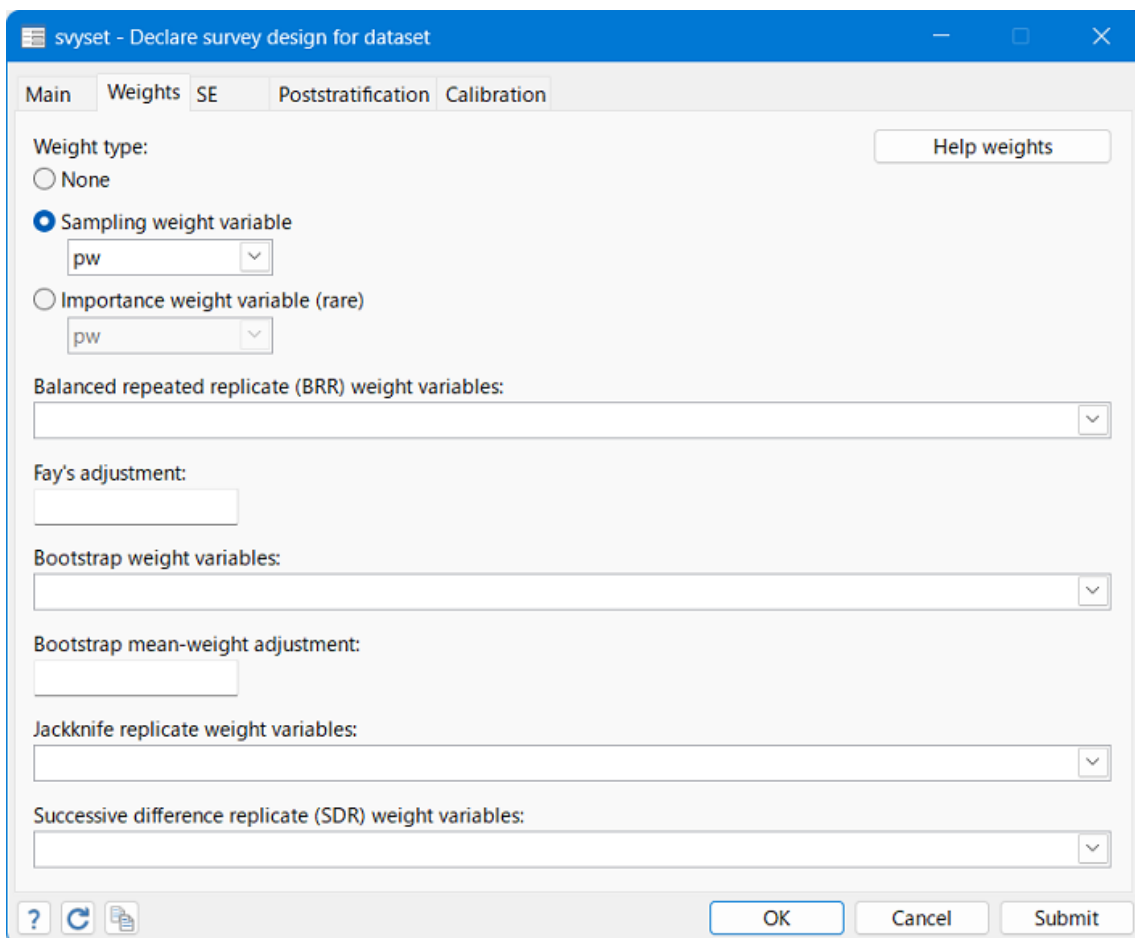 svyset - Declare survey design for dataset
Main Weights SE Poststratification Calibration
Weight type: Help weights
None
Sampling weight variable
pw
Importance weight variable (rare)
pw
Balanced repeated replicate (BRR) weight variables:
Fay's adjustment:
Bootstrap weight variables:
Bootstrap mean-weight adjustment:
Jackknife replicate weight variables:
Successive difference replicate (SDR) weight variables:
? OK Cancel Submit